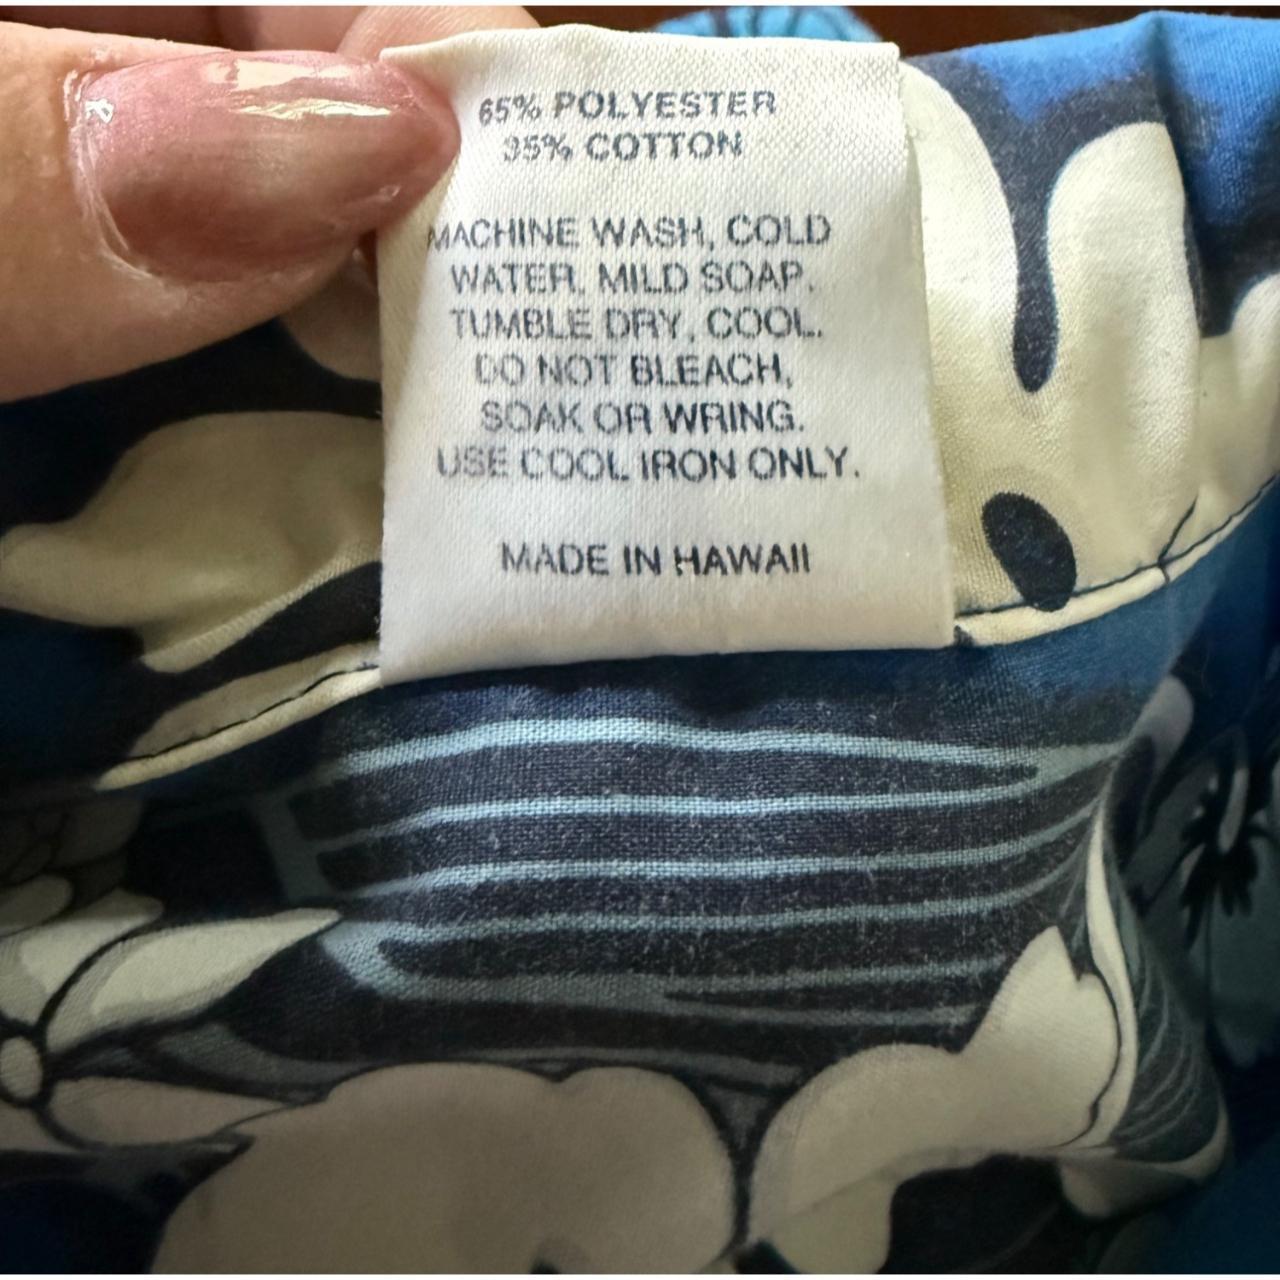 65% POLYESTER
35% COTTON
MACHINE WASH, COLD
WATER, MILD SOAP.
TUMBLE DRY, COOL.
DO NOT BLEACH,
SOAK OR WRING.
USE COOL IRON ONLY.
MADE IN HAWAII